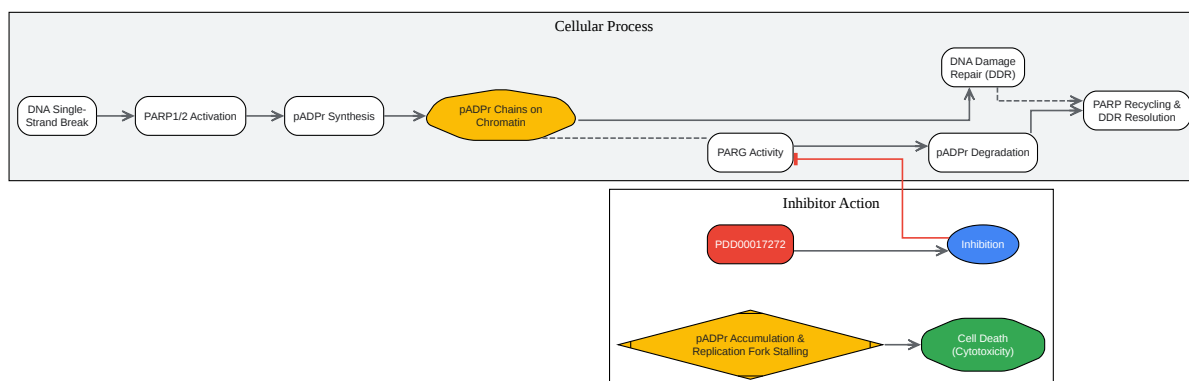 Cellular Process
DNA Single-
Strand Break
PARP1/2 Activation
pADPr Synthesis
pADPr Chains on
Chromatin
DNA Damage
Repair (DDR)
PARP Recycling &
DDR Resolution
PARG Activity
pADPr Degradation
Inhibitor Action
PDD00017272
Inhibition
pADPr Accumulation &
Replication Fork Stalling
Cell Death
(Cytotoxicity)